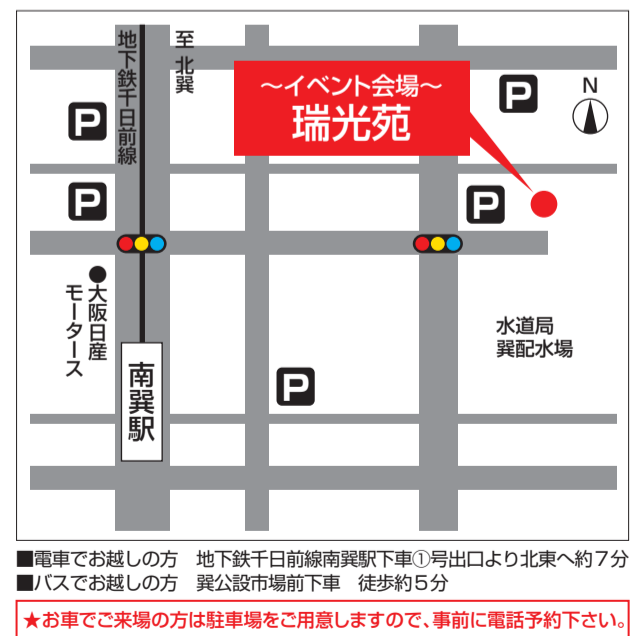 地下鉄千日前線
至 北巽
～イベント会場～
瑞光苑
P
N
P
P
P
●大阪日産
モータース
水道局
巽配水場
南巽駅
P
■電車でお越しの方　地下鉄千日前線南巽駅下車①号出口より北東へ約7分
■バスでお越しの方　巽公設市場前下車　徒歩約5分
★お車でご来場の方は駐車場をご用意しますので、事前に電話予約下さい。